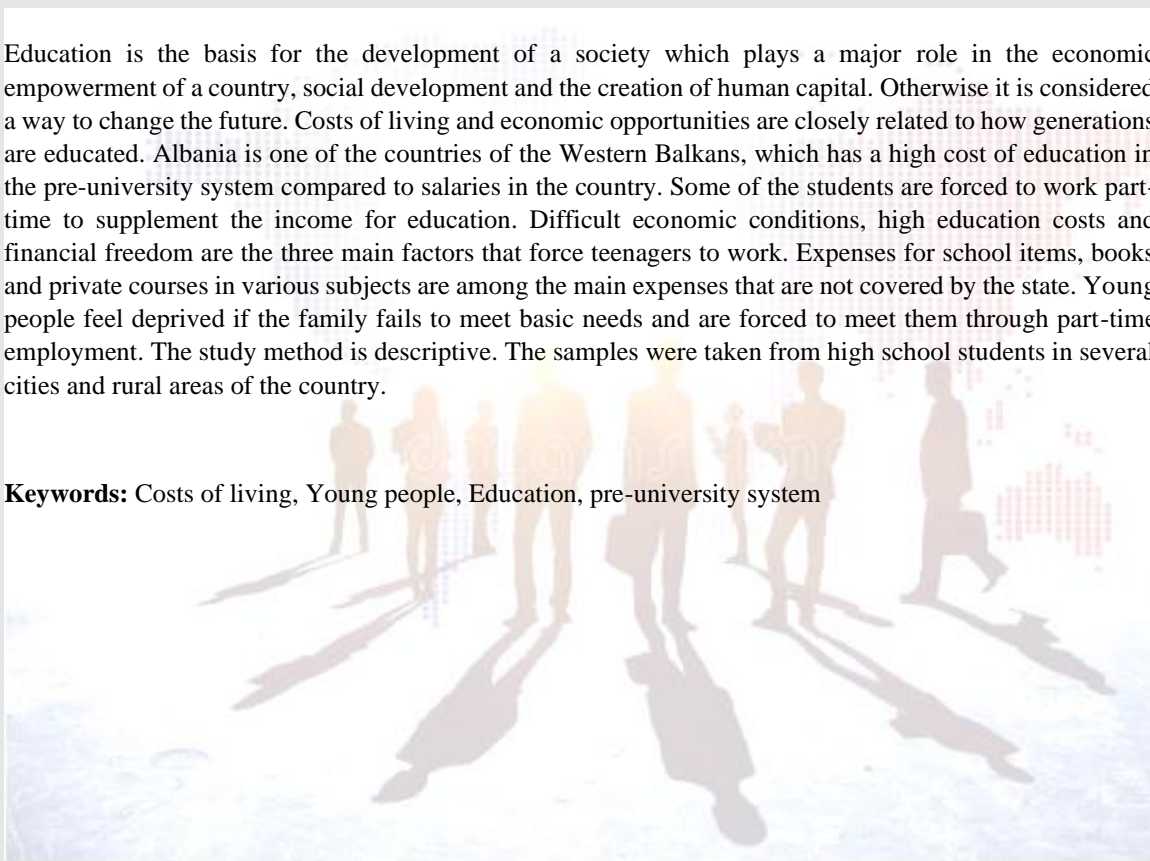 Education is the basis for the development of a society which plays a major role in the economic
empowerment of a country, social development and the creation of human capital. Otherwise it is considered
a way to change the future. Costs of living and economic opportunities are closely related to how generations
are educated. Albania is one of the countries of the Western Balkans, which has a high cost of education in
the pre-university system compared to salaries in the country. Some of the students are forced to work part-
time to supplement the income for education. Difficult economic conditions, high education costs and
financial freedom are the three main factors that force teenagers to work. Expenses for school items, books
and private courses in various subjects are among the main expenses that are not covered by the state. Young
people feel deprived if the family fails to meet basic needs and are forced to meet them through part-time
employment. The study method is descriptive. The samples were taken from high school students in several
cities and rural areas of the country.
Keywords: Costs of living, Young people, Education, pre-university system